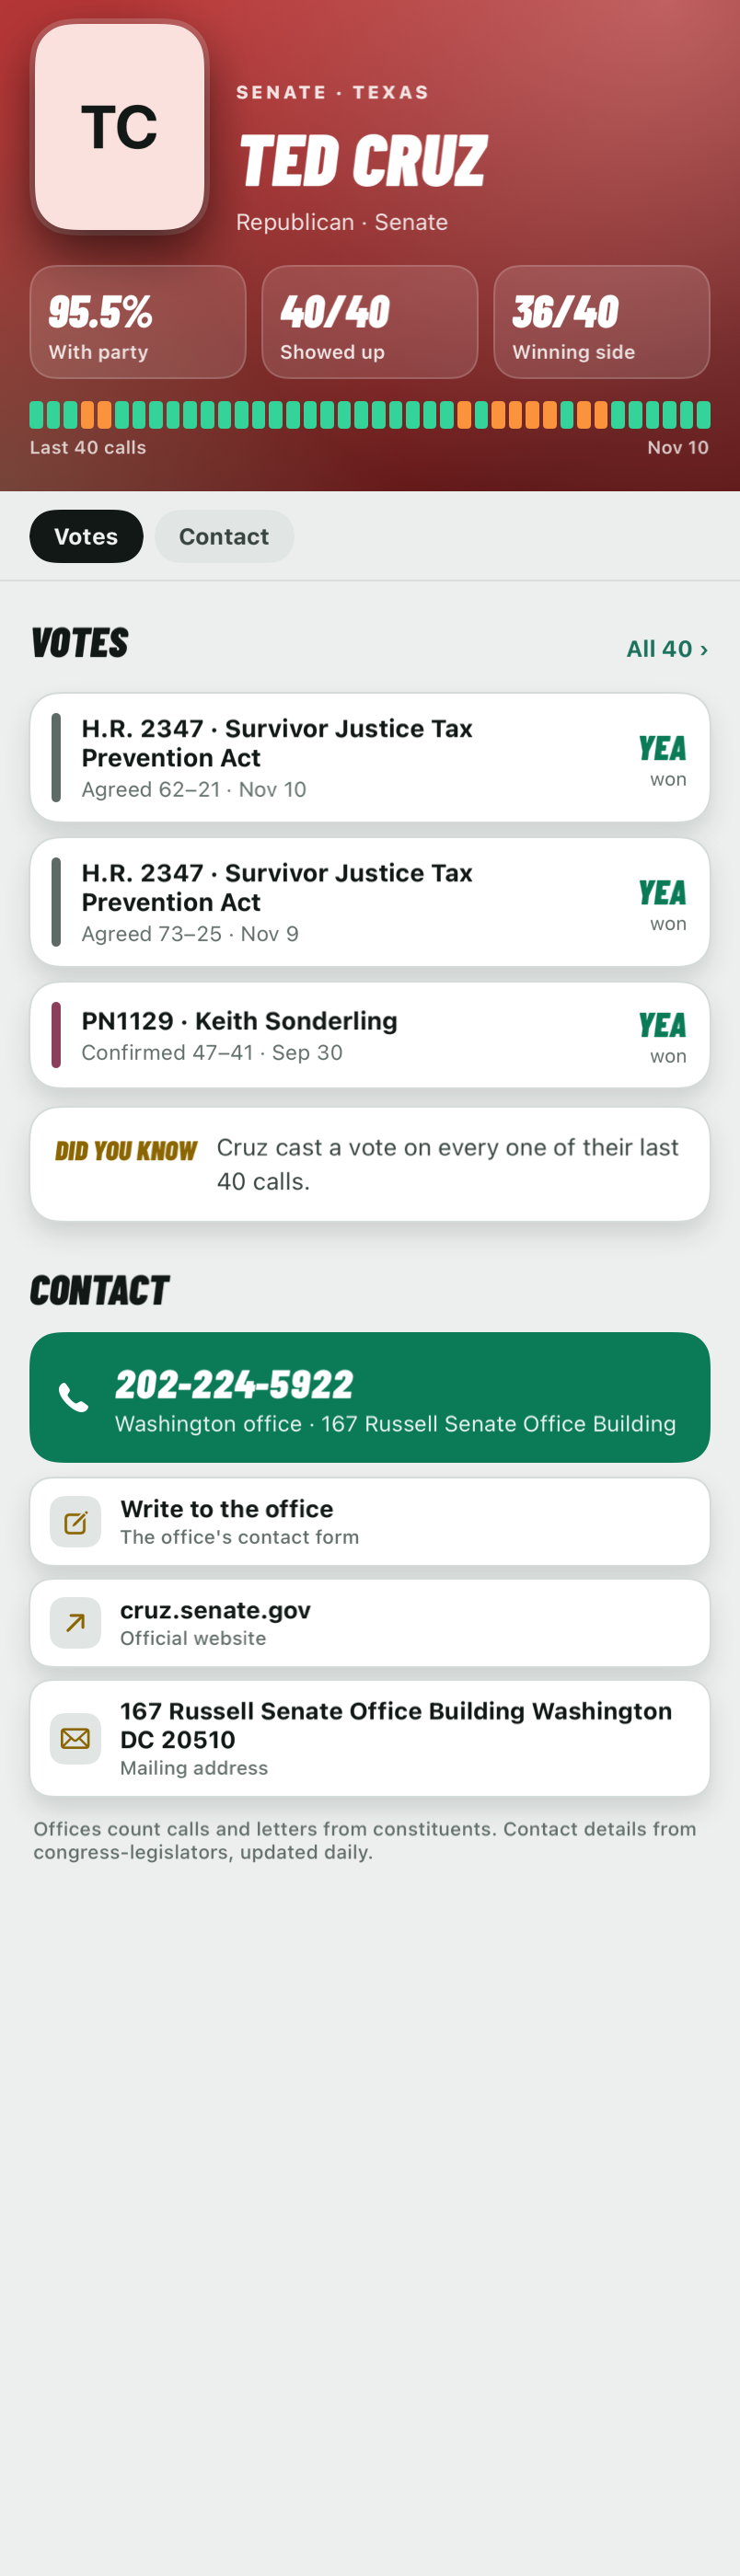 TC
SENATE · TEXAS
TED CRUZ
Republican · Senate
95.5%
With party
40/40
Showed up
36/40
Winning side
Last 40 calls
Nov 10
Votes
Contact
VOTES
All 40 ›
H.R. 2347 · Survivor Justice Tax
Prevention Act
Agreed 62–21 · Nov 10
YEA
won
H.R. 2347 · Survivor Justice Tax
Prevention Act
Agreed 73–25 · Nov 9
YEA
won
PN1129 · Keith Sonderling
Confirmed 47–41 · Sep 30
YEA
won
DID YOU KNOW
Cruz cast a vote on every one of their last
40 calls.
CONTACT
202-224-5922
Washington office · 167 Russell Senate Office Building
Write to the office
The office's contact form
cruz.senate.gov
Official website
167 Russell Senate Office Building Washington
DC 20510
Mailing address
Offices count calls and letters from constituents. Contact details from
congress-legislators, updated daily.